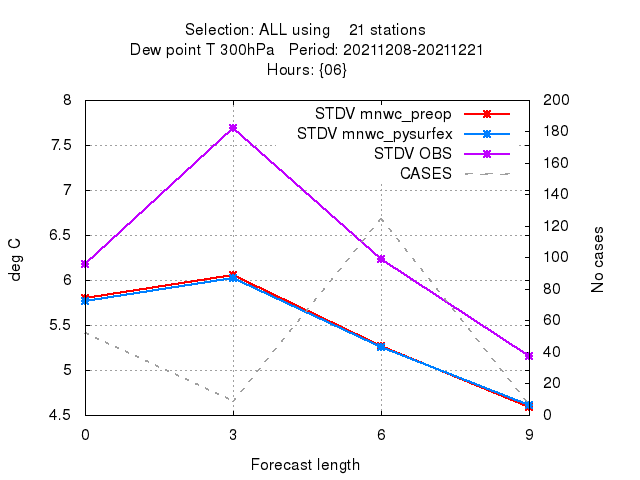 Selection: ALL using    21 stations
Dew point T 300hPa   Period: 20211208-20211221
Hours: {06}
STDV mnwc_preop
STDV mnwc_pysurfex
STDV OBS
CASES
8
7.5
7
6.5
6
5.5
5
4.5
deg C
200
180
160
140
120
100
80
60
40
20
0
No cases
0 3 6 9
Forecast length